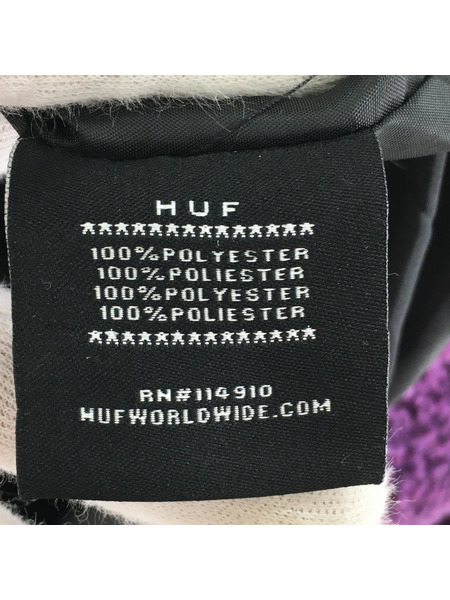 HUF
100% POLYESTER
100% POLIESTER
100% POLYESTER
100% POLIESTER
RN#114910
HUFWORLDWIDE.COM